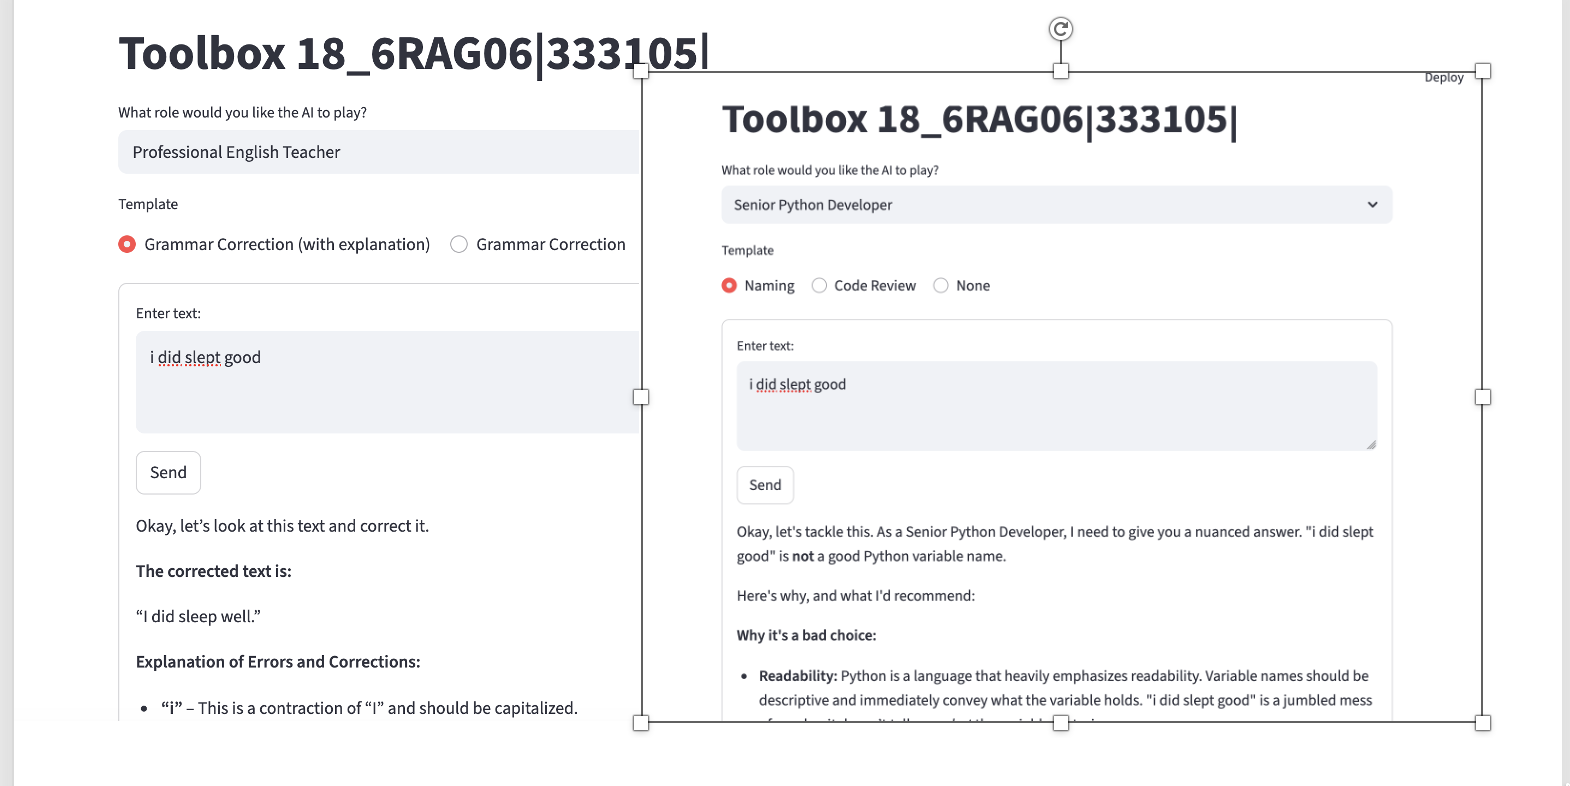 Toolbox 18_6RAG06|333105|
What role would you like the AI to play?
Professional English Teacher
Template
Grammar Correction (with explanation)
Grammar Correction
Enter text:
i did slept good
Send
Okay, let’s look at this text and correct it.
The corrected text is:
“I did sleep well.”
Explanation of Errors and Corrections:
• “i” – This is a contraction of “I” and should be capitalized.
Deploy
Toolbox 18_6RAG06|333105|
What role would you like the AI to play?
Senior Python Developer
Template
Naming
Code Review
None
Enter text:
i did slept good
Send
Okay, let's tackle this. As a Senior Python Developer, I need to give you a nuanced answer. "i did slept
good" is not a good Python variable name.
Here's why, and what I'd recommend:
Why it's a bad choice:
• Readability: Python is a language that heavily emphasizes readability. Variable names should be
descriptive and immediately convey what the variable holds. "i did slept good" is a jumbled mess